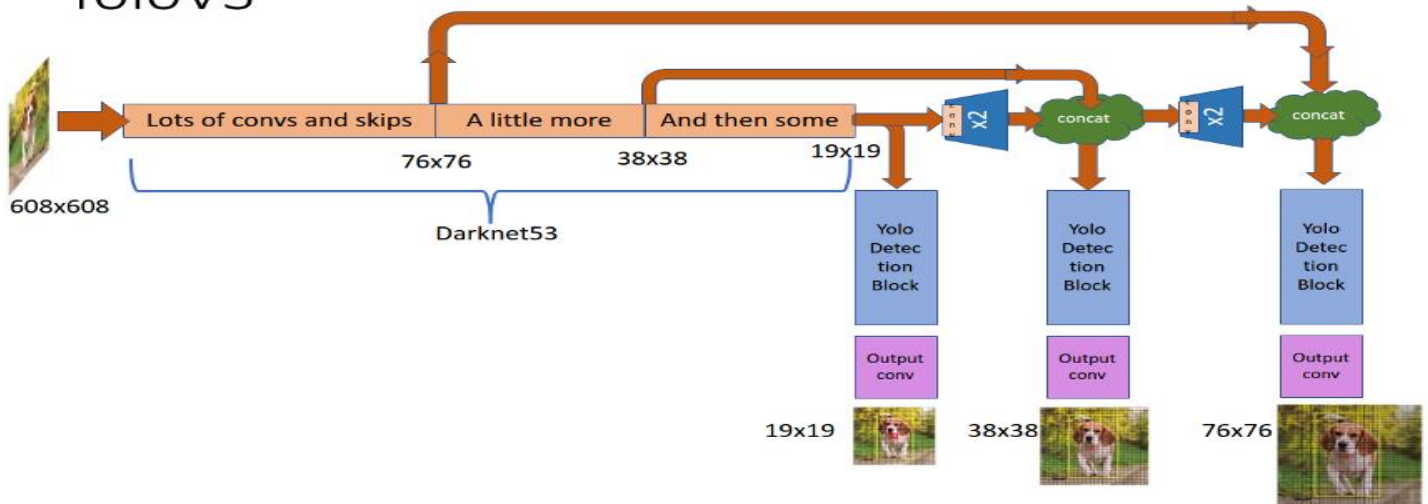 YoloV3
Lots of convs and skips
A little more
And then some
x2
concat
x2
concat
76x76
38x38
19x19
608x608
Darknet53
Yolo
Detec
tion
Block
Yolo
Detec
tion
Block
Yolo
Detec
tion
Block
Output
conv
Output
conv
Output
conv
19x19
38x38
76x76